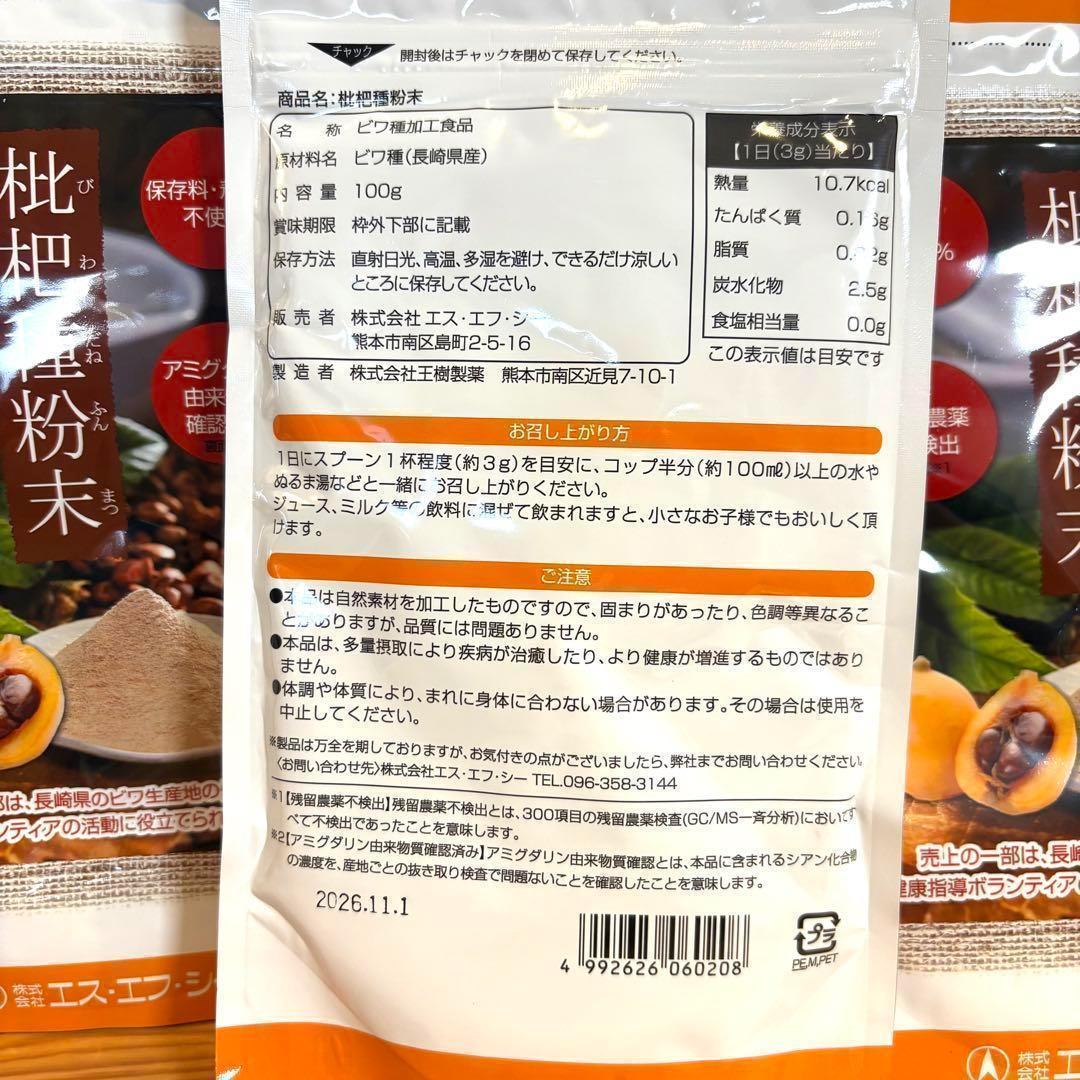 チャック
開封後はチャックを閉めて保存してください。
商品名:枇杷種粉末
名 称 ビワ種加工食品
原材料名 ビワ種(長崎県産)
内容量 100g
賞味期限 枠外下部に記載
保存方法 直射日光、高温、多湿を避け、できるだけ涼しい
ところに保存してください。
販売者 株式会社 エス・エフ・シー
熊本市南区島町2-5-16
製造者 株式会社王樹製薬 熊本市南区近見7-10-1
栄養成分表示
【1日(3g)当たり】
熱量 10.7kcal
たんぱく質 0.16g
脂質
炭水化物 2.5g
食塩相当量 0.0g
この表示値は目安です
お召し上がり方
1日にスプーン1杯程度(約3g)を目安に、コップ半分(約100㎖)以上の水や
ぬるま湯などと一緒にお召し上がりください。
ジュース、ミルク等の飲料に混ぜて飲まれますと、小さなお子様でもおいしく頂
けます。
ご注意
●本品は自然素材を加工したものですので、固まりがあったり、色調等異なるこ
とがありますが、品質には問題ありません。
●本品は、多量摂取により疾病が治癒したり、より健康が増進するものではあり
ません。
●体調や体質により、まれに身体に合わない場合があります。その場合は使用を
中止してください。
※製品は万全を期しておりますが、お気付きの点がございましたら、弊社までお問い合わせください。
〈お問い合わせ先〉株式会社エス・エフ・シー TEL.096-358-3144
※1【残留農薬不検出】残留農薬不検出とは、300項目の残留農薬検査(GC/MS一斉分析)においてす
べて不検出であったことを意味します。
※2【アミグダリン由来物質確認済み】アミグダリン由来物質確認とは、本品に含まれるシアン化合物
の濃度を、産地ごとの抜き取り検査で問題ないことを確認したことを意味します。
2026.11.1
4 992626 060208
プラ
PE,M,PET
枇杷種粉末
び
わ
たね
ふん
まつ
保存料・
不使
アミグ
由来
確認
は、長崎県のビワ生産地の
ンティアの活動に役立てられ
株式会社 エス・エフ・シ
%
農薬
検出
※1
枇杷種粉末
売上の一部は、長崎
健康指導ボランティア
株式会社 エ